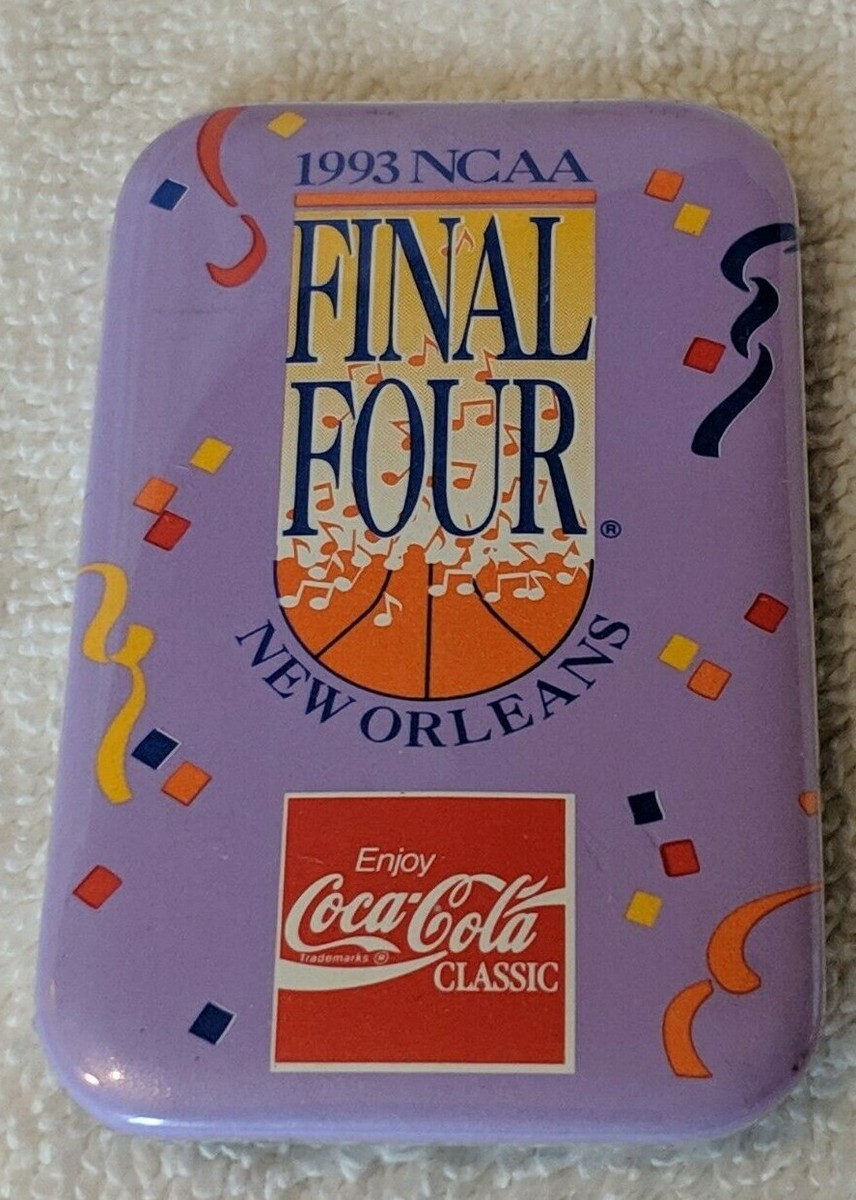 1993 NCAA
FINAL
FOUR®
NEW ORLEANS
Enjoy
Coca-Cola
Trademarks ®
CLASSIC